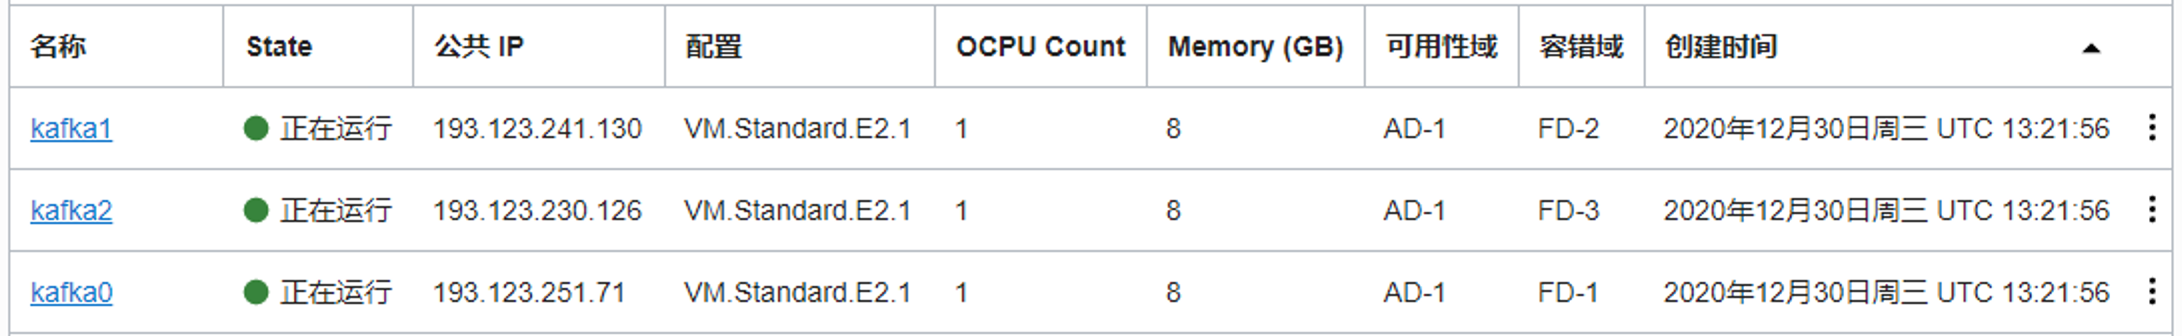 名称 State 公共 IP 配置 OCPU Count Memory (GB) 可用性域 容错域 创建时间
kafka1 正在运行 193.123.241.130 VM.Standard.E2.1 1 8 AD-1 FD-2 2020年12月30日周三 UTC 13:21:56
kafka2 正在运行 193.123.230.126 VM.Standard.E2.1 1 8 AD-1 FD-3 2020年12月30日周三 UTC 13:21:56
kafka0 正在运行 193.123.251.71 VM.Standard.E2.1 1 8 AD-1 FD-1 2020年12月30日周三 UTC 13:21:56